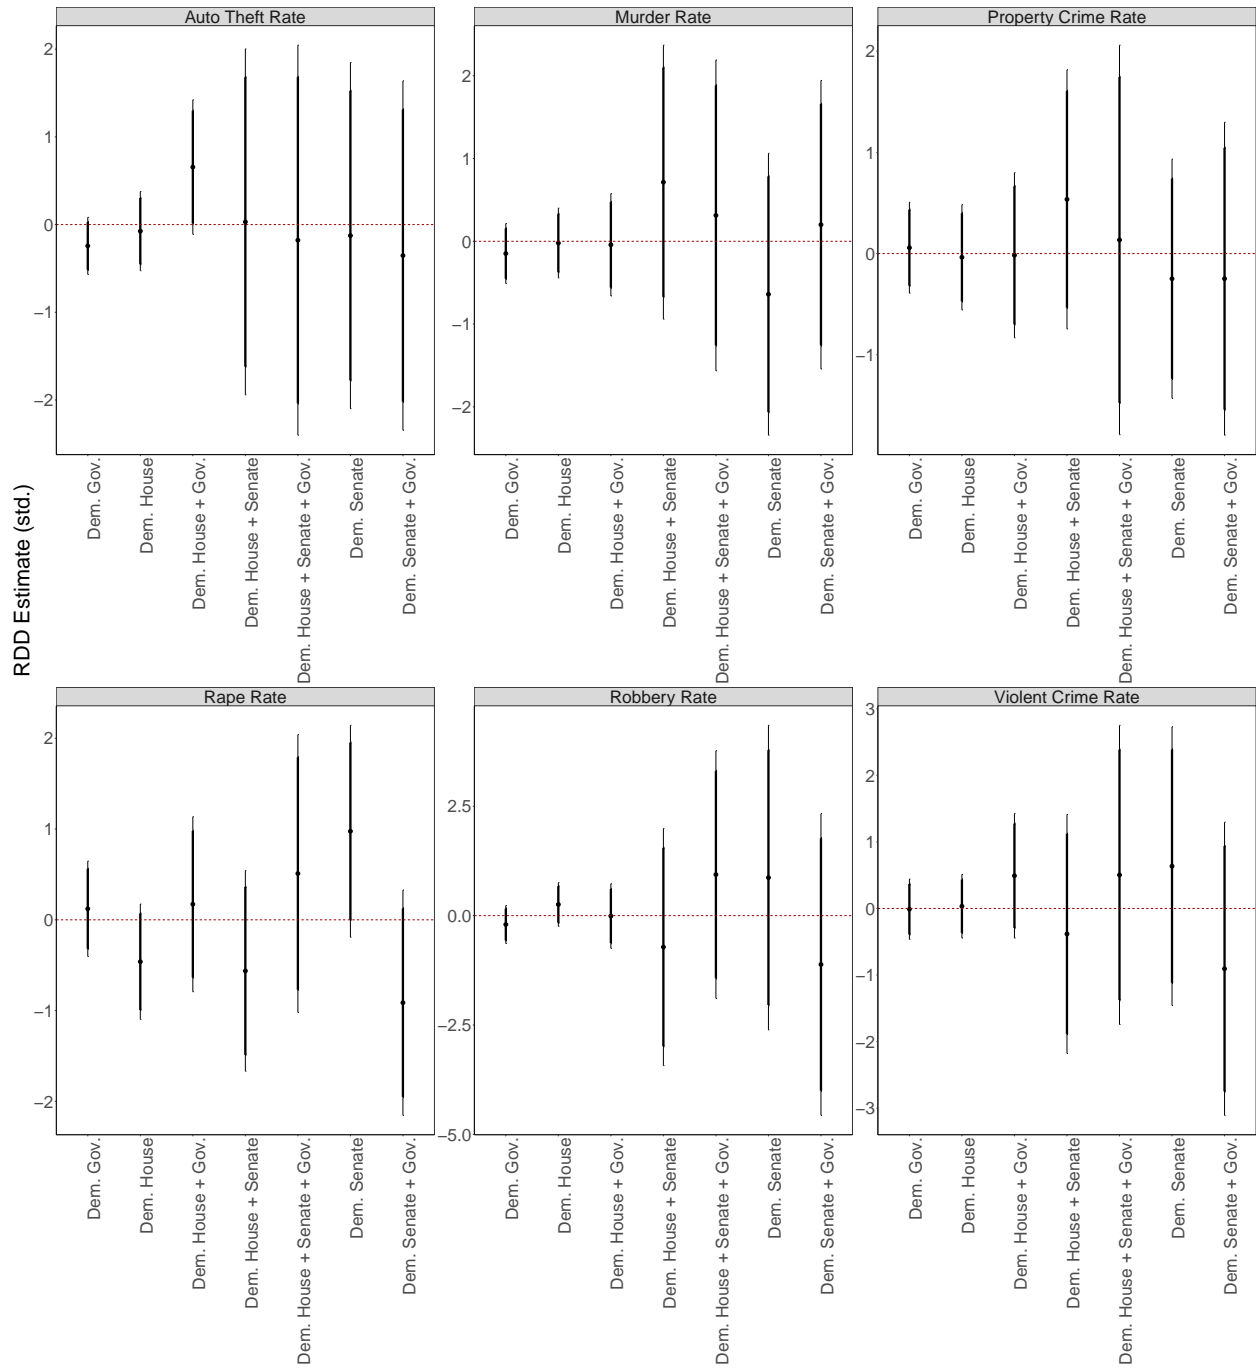 Auto Theft Rate
Murder Rate
Property Crime Rate
2
1
0
−1
−2
2
1
0
−1
−2
2
1
0
−1
Dem. Gov.
Dem. House
Dem. House + Gov.
Dem. House + Senate
Dem. House + Senate + Gov.
Dem. Senate
Dem. Senate + Gov.
Dem. Gov.
Dem. House
Dem. House + Gov.
Dem. House + Senate
Dem. House + Senate + Gov.
Dem. Senate
Dem. Senate + Gov.
Dem. Gov.
Dem. House
Dem. House + Gov.
Dem. House + Senate
Dem. House + Senate + Gov.
Dem. Senate
Dem. Senate + Gov.
RDD Estimate (std.)
Rape Rate
Robbery Rate
Violent Crime Rate
2
1
0
−1
−2
2.5
0.0
−2.5
−5.0
3
2
1
0
−1
−2
−3
Dem. Gov.
Dem. House
Dem. House + Gov.
Dem. House + Senate
Dem. House + Senate + Gov.
Dem. Senate
Dem. Senate + Gov.
Dem. Gov.
Dem. House
Dem. House + Gov.
Dem. House + Senate
Dem. House + Senate + Gov.
Dem. Senate
Dem. Senate + Gov.
Dem. Gov.
Dem. House
Dem. House + Gov.
Dem. House + Senate
Dem. House + Senate + Gov.
Dem. Senate
Dem. Senate + Gov.